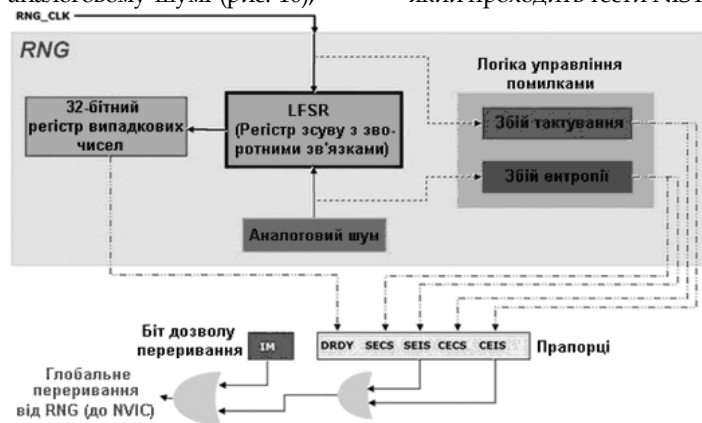 аналоговому шумі (рис. 16),
який проходить тести NIST
RNG_CLK
RNG
Логіка управління
помилками
32-бітний
регістр випадкових
чисел
LFSR
(Регістр зсуву з зво-
ротними зв'язками)
Збій тактування
Збій ентропії
Аналоговий шум
Біт дозволу
переривання
IM
DRDY SECS SEIS CECS CEIS
Прапорці
Глобальне
переривання
від RNG (до NVIC)